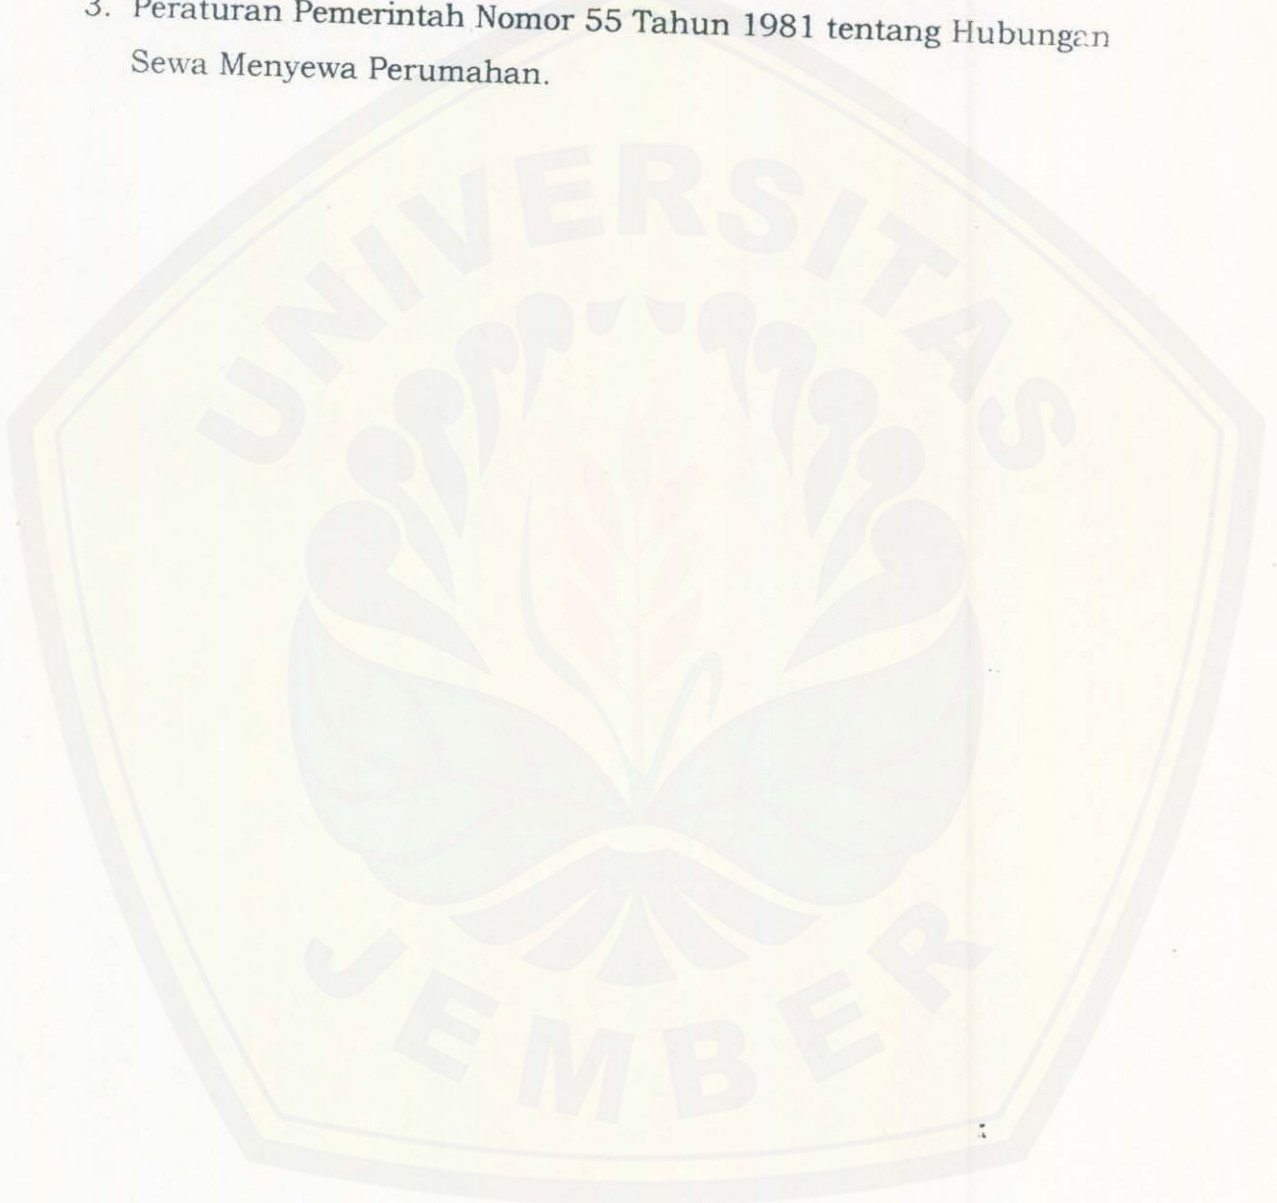 3. Peraturan Pemerintah Nomor 55 Tahun 1981 tentang Hubungan
Sewa Menyewa Perumahan.
UNIVERSITAS
JEMBER